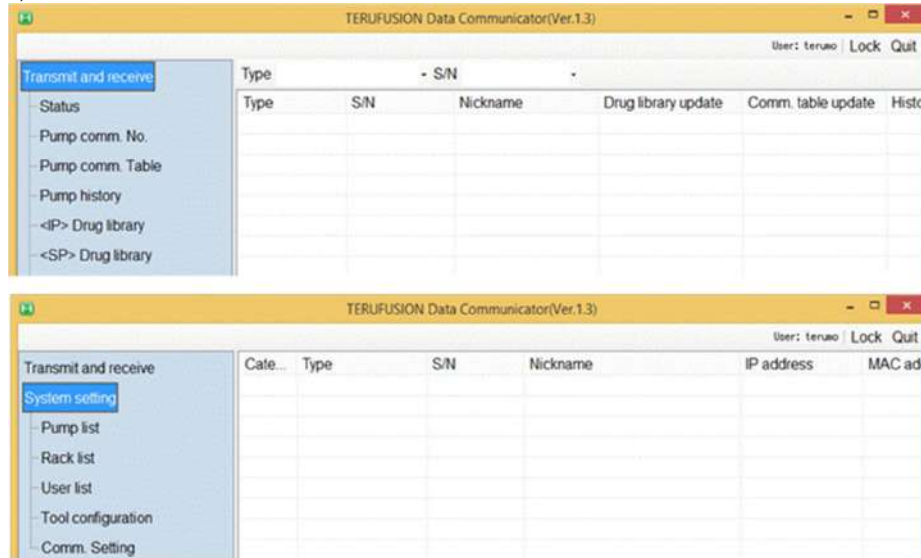 TERUFUSION Data Communicator(Ver.1.3)
User: terumo Lock Quit
Transmit and receive
Type S/N
Type S/N Nickname Drug library update Comm. table update Histo
Status
Pump comm. No.
Pump comm. Table
Pump history
<IP> Drug library
<SP> Drug library
TERUFUSION Data Communicator(Ver.1.3)
User: terumo Lock Quit
Transmit and receive
Cate... Type S/N Nickname IP address MAC ad
System setting
Pump list
Rack list
User list
Tool configuration
Comm. Setting